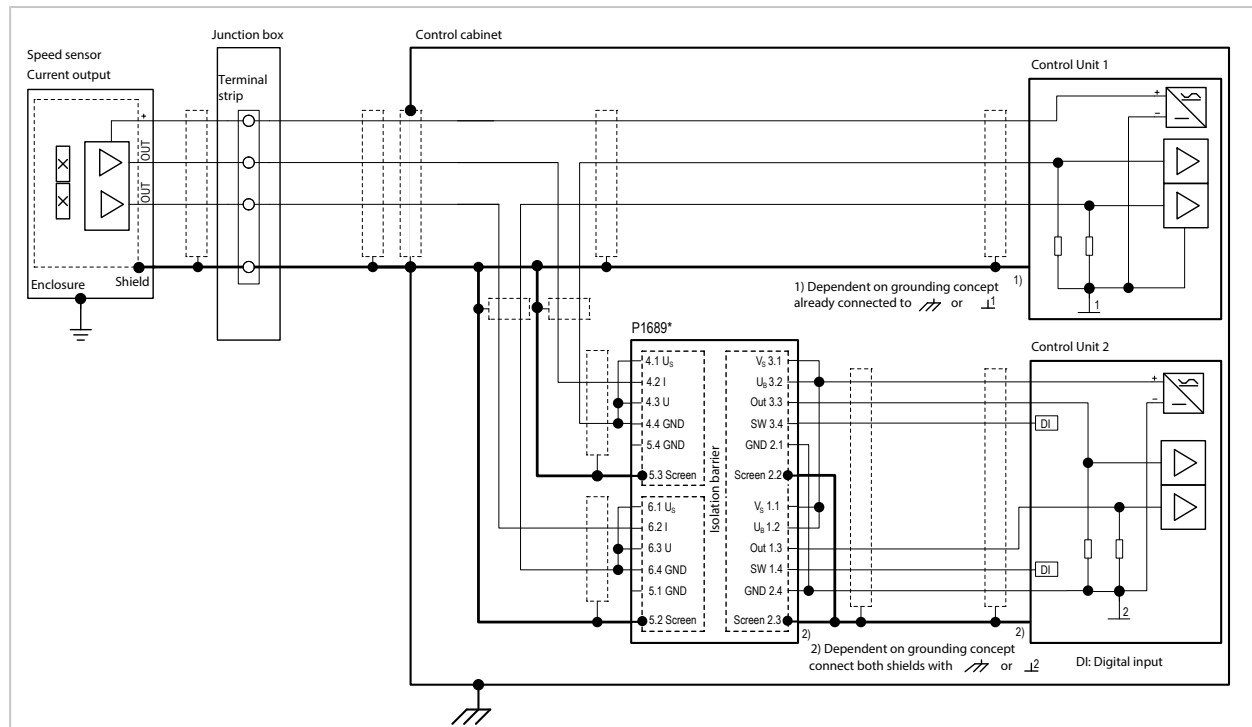 Junction box
Control cabinet
Speed sensor
Current output
Control Unit 1
Terminal
strip
+
OUT
OUT
+
−
Enclosure
Shield
1)
1
1) Dependent on grounding concept
already connected to or 1
P1689*
Control Unit 2
4.1 US
4.2 I
4.3 U
4.4 GND
5.4 GND
5.3 Screen
6.1 US
6.2 I
6.3 U
6.4 GND
5.1 GND
5.2 Screen
Isolation barrier
VS 3.1
UB 3.2
Out 3.3
SW 3.4
GND 2.1
Screen 2.2
VS 1.1
UB 1.2
Out 1.3
SW 1.4
GND 2.4
Screen 2.3
2)
+
−
DI
DI
2
2)
2) Dependent on grounding concept
connect both shields with or 2
DI: Digital input